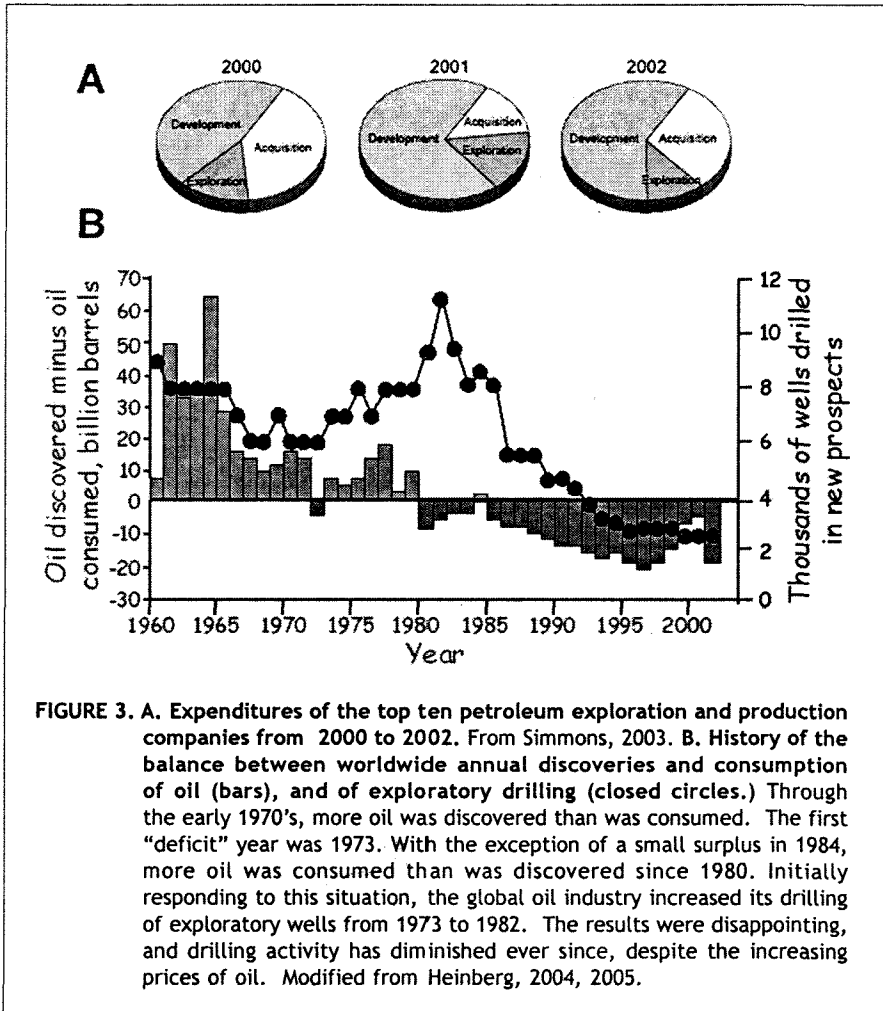 A
2000
2001
2002
Development
Acquisition
Exploration
Development
Acquisition
Exploration
Development
Acquisition
Exploration
B
Oil discovered minus oil
consumed, billion barrels
70
60
50
40
30
20
10
0
-10
-20
-30
12
10
8
6
4
2
0
Thousands of wells drilled
in new prospects
1960
1965
1970
1975
1980
1985
1990
1995
2000
Year
FIGURE 3. A. Expenditures of the top ten petroleum exploration and production
companies from 2000 to 2002. From Simmons, 2003. B. History of the
balance between worldwide annual discoveries and consumption
of oil (bars), and of exploratory drilling (closed circles.) Through
the early 1970's, more oil was discovered than was consumed. The first
"deficit" year was 1973. With the exception of a small surplus in 1984,
more oil was consumed than was discovered since 1980. Initially
responding to this situation, the global oil industry increased its drilling
of exploratory wells from 1973 to 1982. The results were disappointing,
and drilling activity has diminished ever since, despite the increasing
prices of oil. Modified from Heinberg, 2004, 2005.